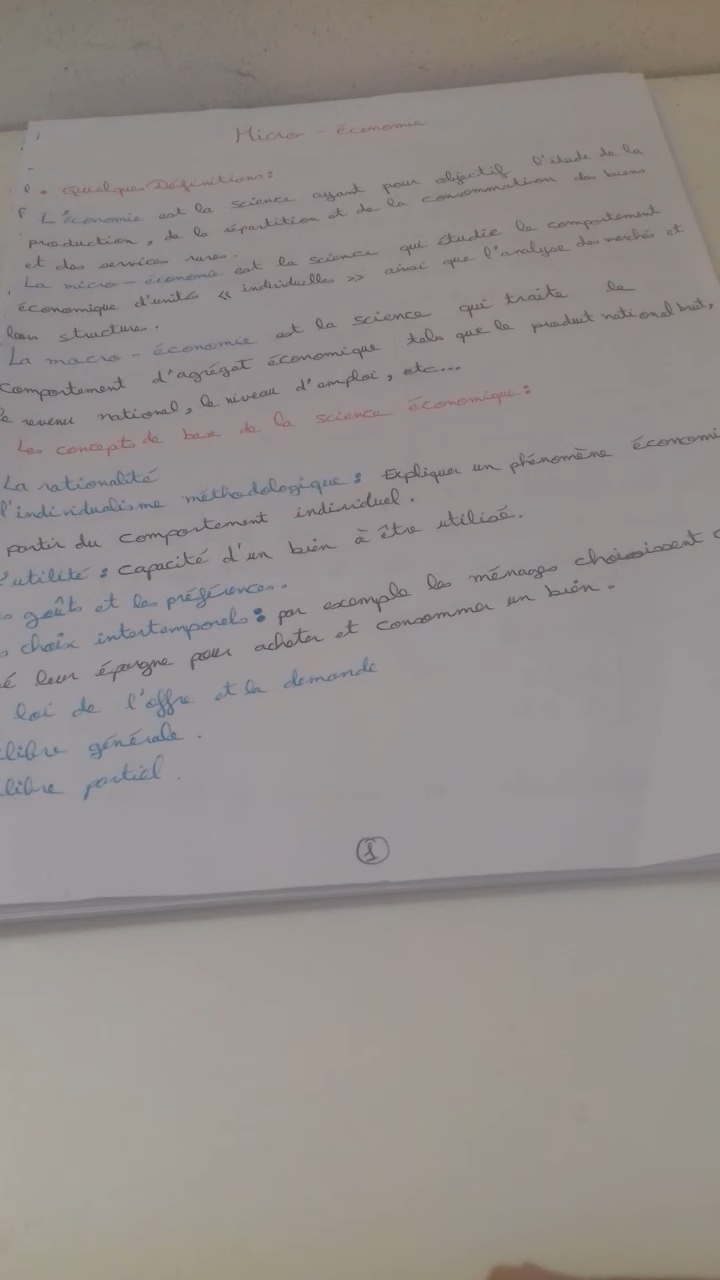 Micro - économie
Quelques Définitions :
L'économie est la science ayant pour objectif l'étude de la
production, de la répartition et de la consommation des biens
et des services rares.
La micro-économie est la science qui étudie le comportement
économique d'unités « individuelles » ainsi que l'analyse des marchés et
leur structure.
La macro-économie est la science qui traite le
comportement d'agrégat économique tels que le produit national brut,
le revenu national, le niveau d'emploi, etc...
Les concepts de base de la science économique :
La rationalité
l'individualisme méthodologique : Expliquer un phénomène économi
partir du comportement individuel.
l'utilité : capacité d'un bien à être utilisé.
goûts et les préférences.
choix intertemporels : par exemple les ménages choisissent
é leur épargne pour acheter et consommer un bien.
loi de l'offre et la demande
libre générale.
libre partiel.
1